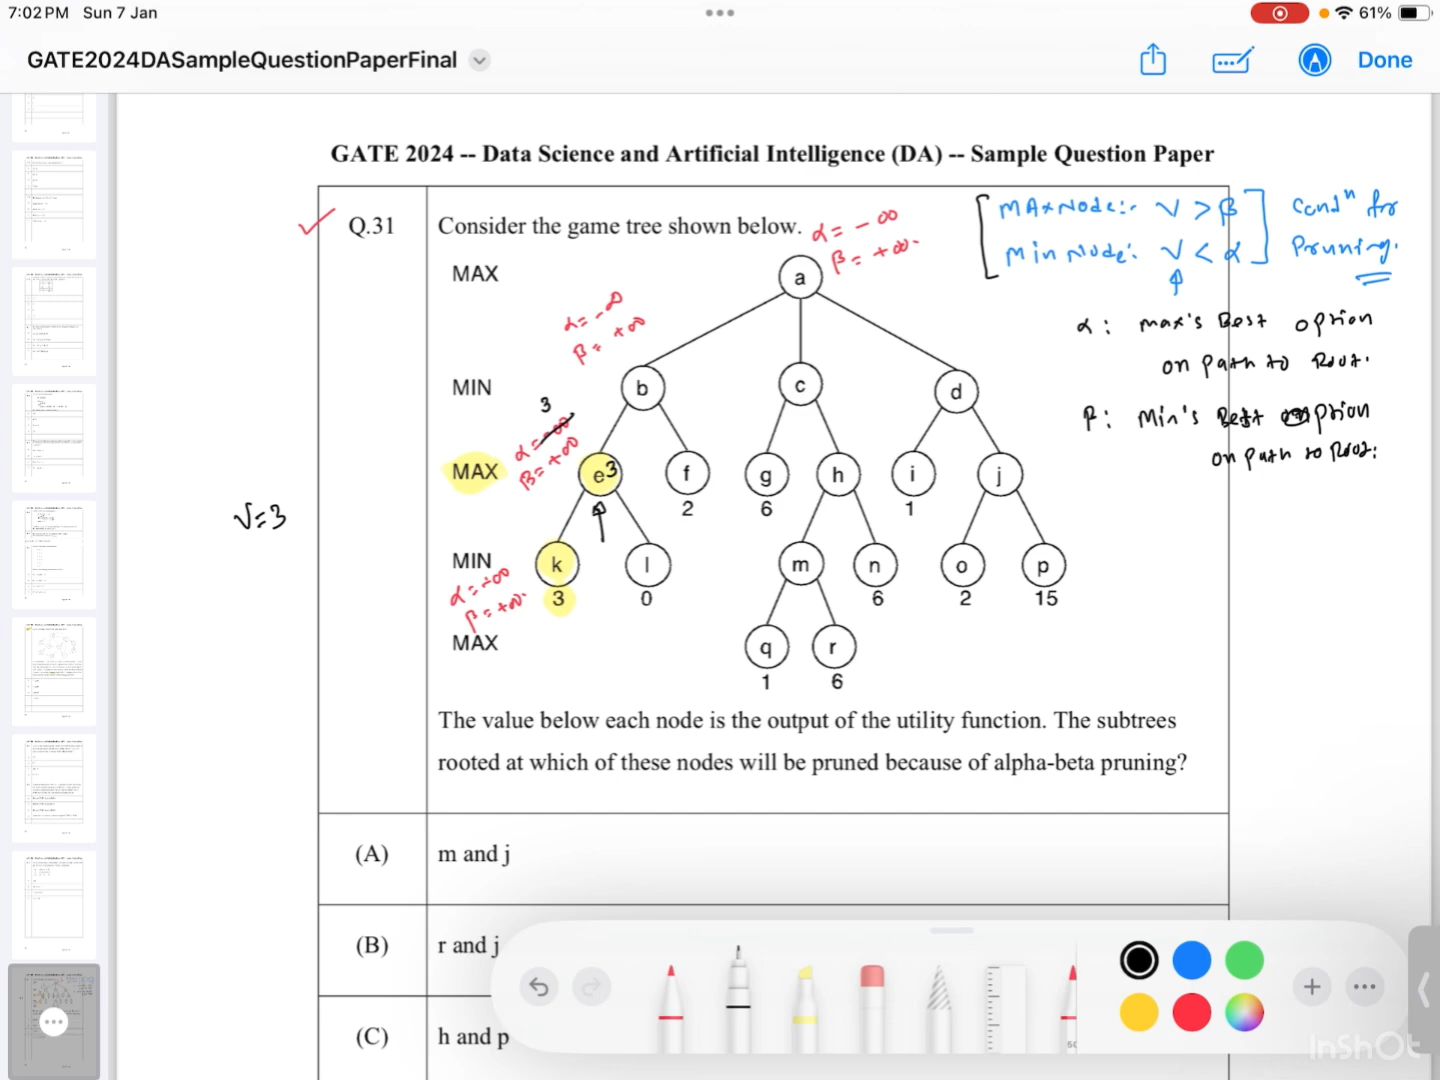 7:02 PM Sun 7 Jan
61%
GATE2024DASampleQuestionPaperFinal
Done
GATE 2024 -- Data Science and Artificial Intelligence (DA) -- Sample Question Paper
Q.31
Consider the game tree shown below.
α = -∞
β = +∞
MAX Node:- V > β
Min Node: V < α
Condn for
Pruning.
α: max's Best option
on path to Root.
β: Min's Best option
on path to Root.
MAX
a
α = -∞
β = +∞
MIN
b c d
3
α = -∞
β = +∞
MAX
e 3 f g h i j
2 6 1
V=3
MIN
k l m n o p
3 0 6 2 15
β = +∞
MAX
q r
1 6
The value below each node is the output of the utility function. The subtrees
rooted at which of these nodes will be pruned because of alpha-beta pruning?
(A) m and j
(B) r and j
(C) h and p
InShOt